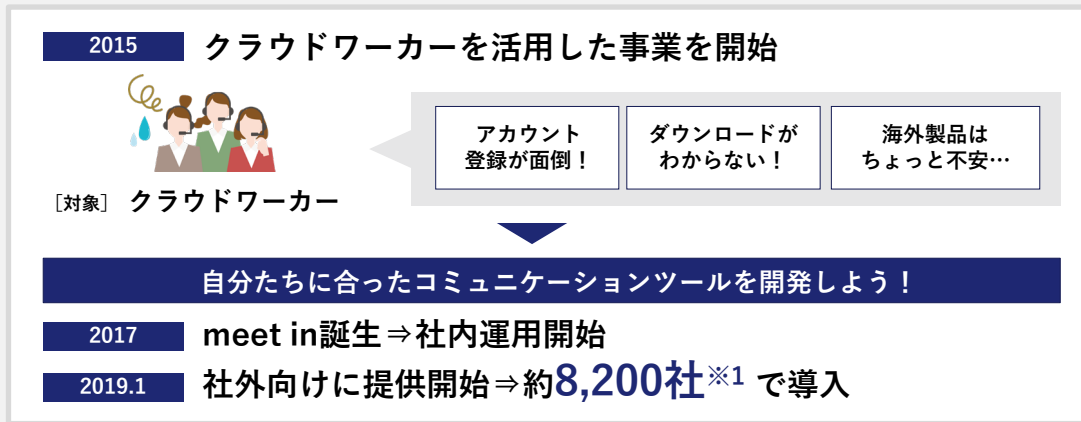 2015 クラウドワーカーを活用した事業を開始
アカウント
登録が面倒！
ダウンロードが
わからない！
海外製品は
ちょっと不安…
［対象］ クラウドワーカー
自分たちに合ったコミュニケーションツールを開発しよう！
2017 meet in誕生⇒社内運用開始
2019.1 社外向けに提供開始⇒約8,200社※1 で導入